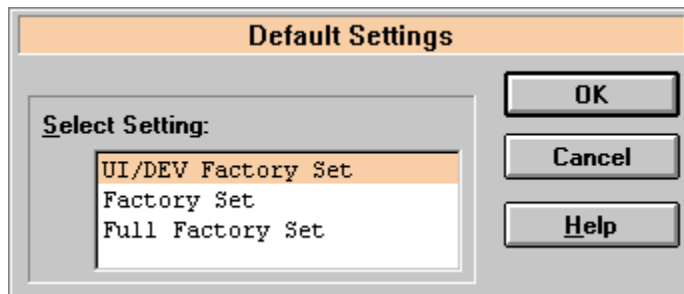 Default Settings
Select Setting:
UI/DEV Factory Set
Factory Set
Full Factory Set
OK
Cancel
Help